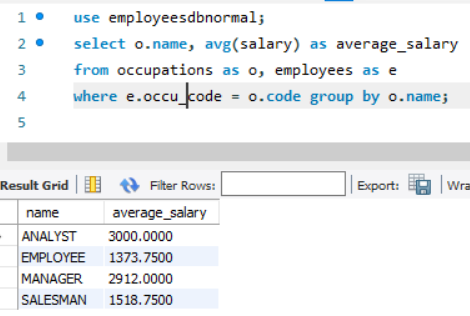 1 use employeesdbnormal;
2 select o.name, avg(salary) as average_salary
3 from occupations as o, employees as e
4 where e.occu_code = o.code group by o.name;
5
Result Grid Filter Rows: Export: Wra
name average_salary
ANALYST 3000.0000
EMPLOYEE 1373.7500
MANAGER 2912.0000
SALESMAN 1518.7500